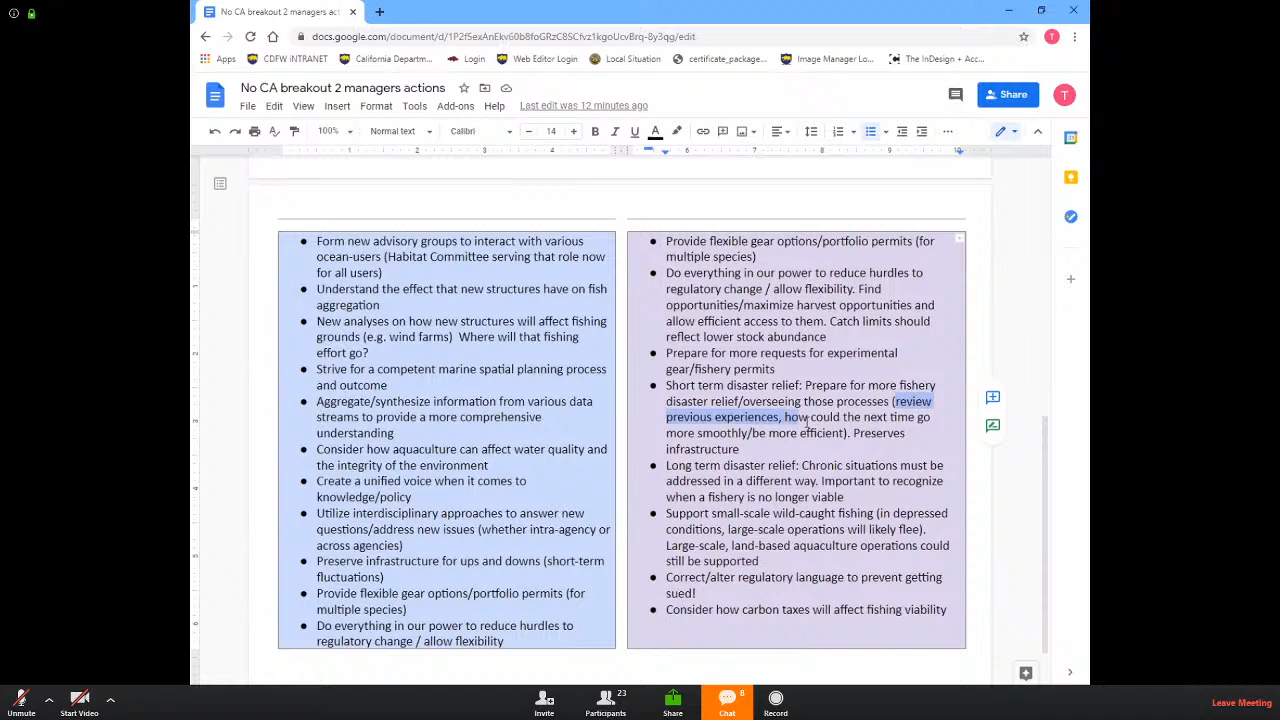 No CA breakout 2 managers act
docs.google.com/document/d/1P2f5exAnEkv60b8foGRzC8SCfvz1kgoUcvBrq-8y3qg/edit
T
Apps
CDFW iNTRANET
California Departm...
Login
Web Editor Login
Local Situation
certificate_package...
Image Manager Lo...
The InDesign + Acc...
No CA breakout 2 managers actions
File Edit View Insert Format Tools Add-ons Help Last edit was 12 minutes ago
Share
T
100% Normal text Calibri 14 B I U A
1 2 3 4 6 7 8 9 10
● Form new advisory groups to interact with various
ocean-users (Habitat Committee serving that role now
for all users)
● Understand the effect that new structures have on fish
aggregation
● New analyses on how new structures will affect fishing
grounds (e.g. wind farms) Where will that fishing
effort go?
● Strive for a competent marine spatial planning process
and outcome
● Aggregate/synthesize information from various data
streams to provide a more comprehensive
understanding
● Consider how aquaculture can affect water quality and
the integrity of the environment
● Create a unified voice when it comes to
knowledge/policy
● Utilize interdisciplinary approaches to answer new
questions/address new issues (whether intra-agency or
across agencies)
● Preserve infrastructure for ups and downs (short-term
fluctuations)
● Provide flexible gear options/portfolio permits (for
multiple species)
● Do everything in our power to reduce hurdles to
regulatory change / allow flexibility
● Provide flexible gear options/portfolio permits (for
multiple species)
● Do everything in our power to reduce hurdles to
regulatory change / allow flexibility. Find
opportunities/maximize harvest opportunities and
allow efficient access to them. Catch limits should
reflect lower stock abundance
● Prepare for more requests for experimental
gear/fishery permits
● Short term disaster relief: Prepare for more fishery
disaster relief/overseeing those processes (review
previous experiences, how could the next time go
more smoothly/be more efficient). Preserves
infrastructure
● Long term disaster relief: Chronic situations must be
addressed in a different way. Important to recognize
when a fishery is no longer viable
● Support small-scale wild-caught fishing (in depressed
conditions, large-scale operations will likely flee).
Large-scale, land-based aquaculture operations could
still be supported
● Correct/alter regulatory language to prevent getting
sued!
● Consider how carbon taxes will affect fishing viability
1
2
3
4
5
6
Unmute
Start Video
Invite
Participants 23
Share
Chat 8
Record
Leave Meeting